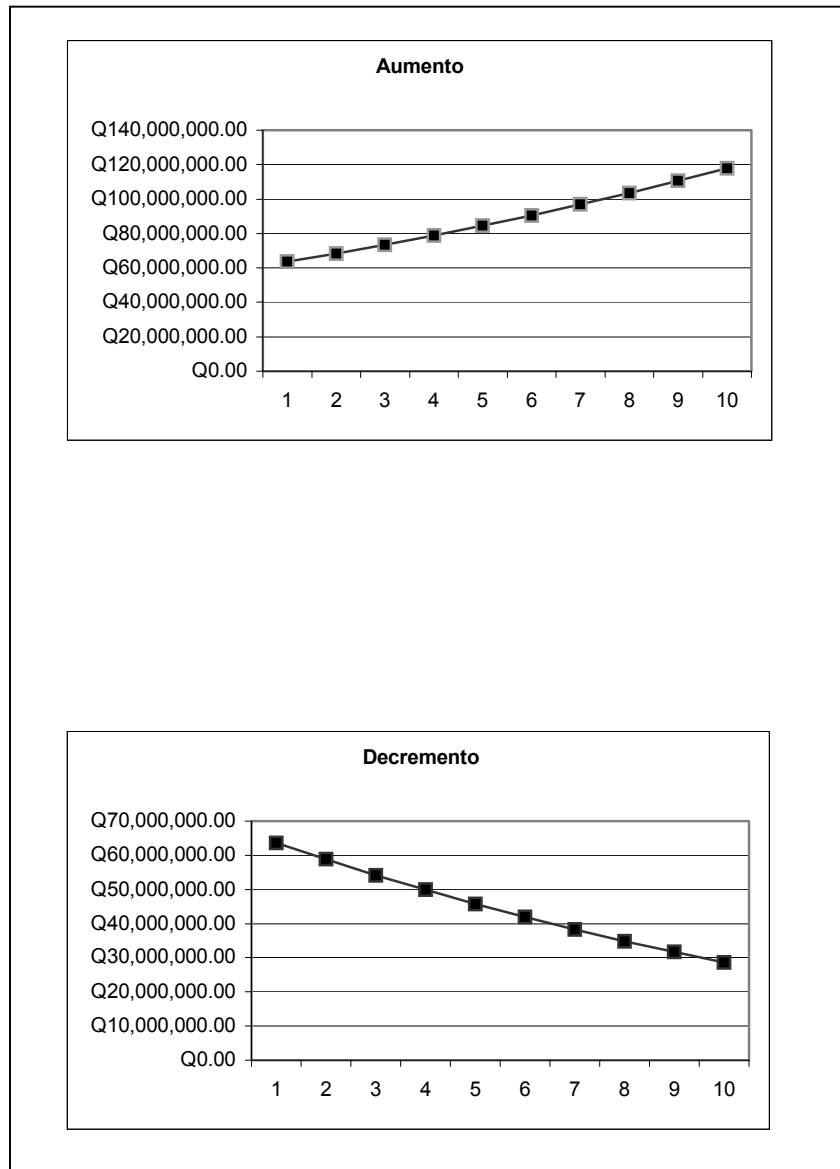 Aumento
Q140,000,000.00
Q120,000,000.00
Q100,000,000.00
Q80,000,000.00
Q60,000,000.00
Q40,000,000.00
Q20,000,000.00
Q0.00
1 2 3 4 5 6 7 8 9 10
Decremento
Q70,000,000.00
Q60,000,000.00
Q50,000,000.00
Q40,000,000.00
Q30,000,000.00
Q20,000,000.00
Q10,000,000.00
Q0.00
1 2 3 4 5 6 7 8 9 10